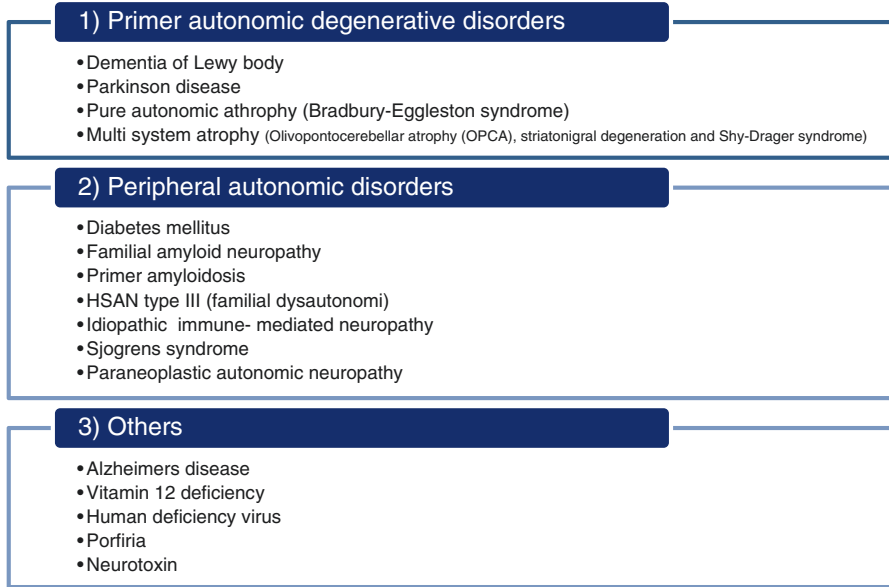 1) Primer autonomic degenerative disorders
•Dementia of Lewy body
•Parkinson disease
•Pure autonomic athrophy (Bradbury-Eggleston syndrome)
•Multi system atrophy (Olivopontocerebellar atrophy (OPCA), striatonigral degeneration and Shy-Drager syndrome)
2) Peripheral autonomic disorders
•Diabetes mellitus
•Familial amyloid neuropathy
•Primer amyloidosis
•HSAN type III (familial dysautonomi)
•Idiopathic immune- mediated neuropathy
•Sjogrens syndrome
•Paraneoplastic autonomic neuropathy
3) Others
•Alzheimers disease
•Vitamin 12 deficiency
•Human deficiency virus
•Porfiria
•Neurotoxin